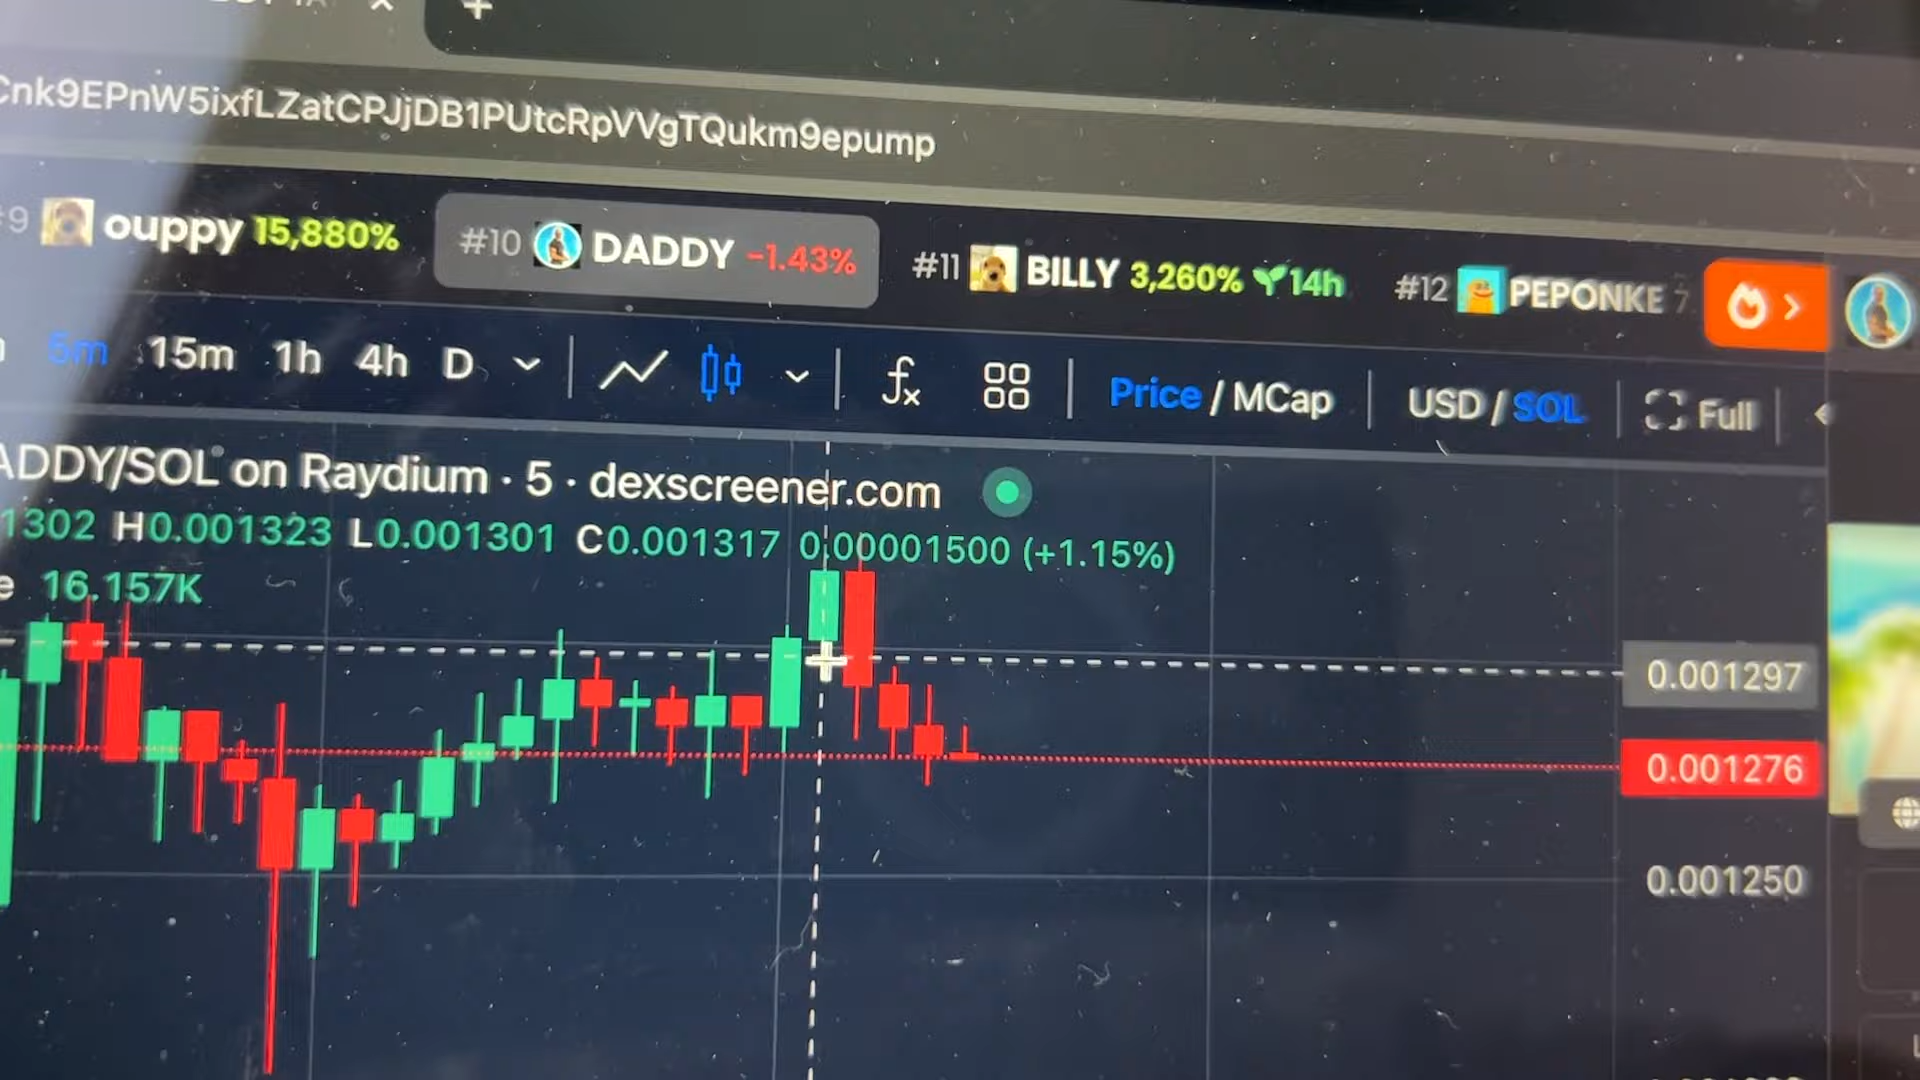 Cnk9EPnW5ixfLZatCPJjDB1PUtcRpVVgTQukm9epump
#9 ouppy 15,880% #10 DADDY -1.43% #11 BILLY 3,260% 14h #12 PEPONKE 7
5m 15m 1h 4h D fx Price / MCap USD / SOL Full
ADDY/SOL on Raydium · 5 · dexscreener.com
1302 H0.001323 L0.001301 C0.001317 0.00001500 (+1.15%)
e 16.157K
0.001297
0.001276
0.001250